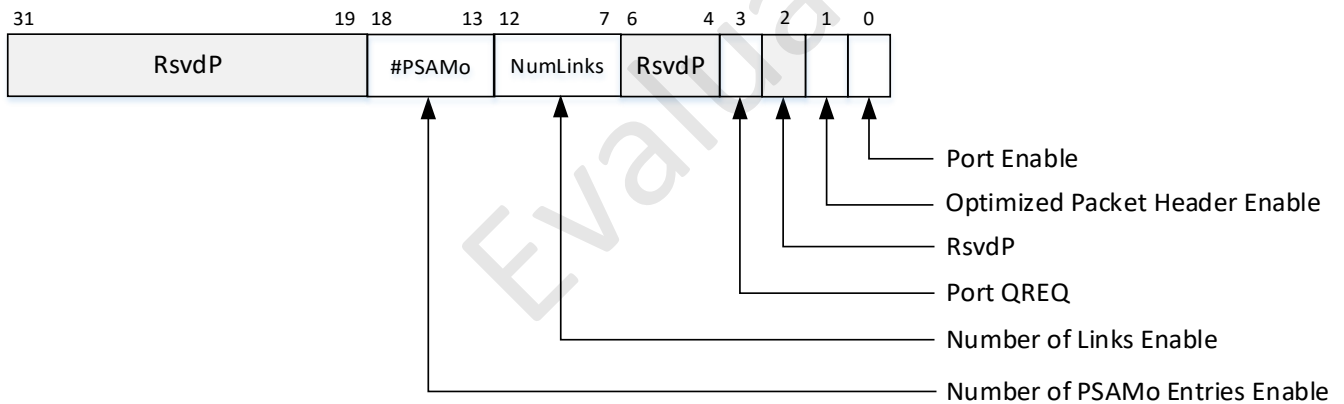 31 19 18 13 12 7 6 4 3 2 1 0
RsvdP #PSAMo NumLinks RsvdP
Port Enable
Optimized Packet Header Enable
RsvdP
Port QREQ
Number of Links Enable
Number of PSAMo Entries Enable